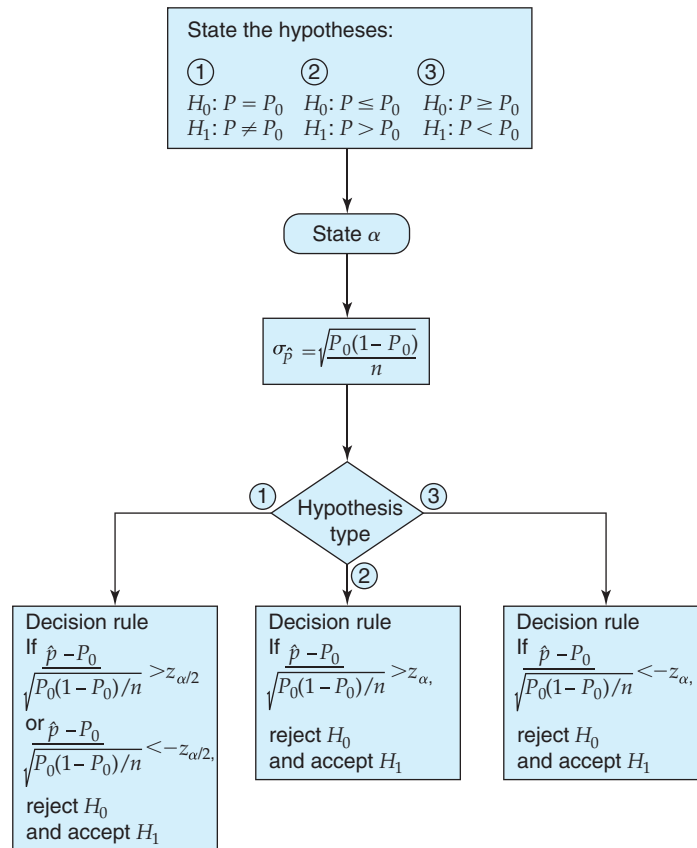 State the hypotheses:
① ② ③
H₀: P = P₀ H₀: P ≤ P₀ H₀: P ≥ P₀
H₁: P ≠ P₀ H₁: P > P₀ H₁: P < P₀
State α
σ_p̂ = √(P₀(1 − P₀)/n)
① ③
Hypothesis
type
②
Decision rule
If (p̂ − P₀)/√(P₀(1 − P₀)/n) > z_α/2
or (p̂ − P₀)/√(P₀(1 − P₀)/n) < −z_α/2,
reject H₀
and accept H₁
Decision rule
If (p̂ − P₀)/√(P₀(1 − P₀)/n) > z_α,
reject H₀
and accept H₁
Decision rule
If (p̂ − P₀)/√(P₀(1 − P₀)/n) < −z_α,
reject H₀
and accept H₁